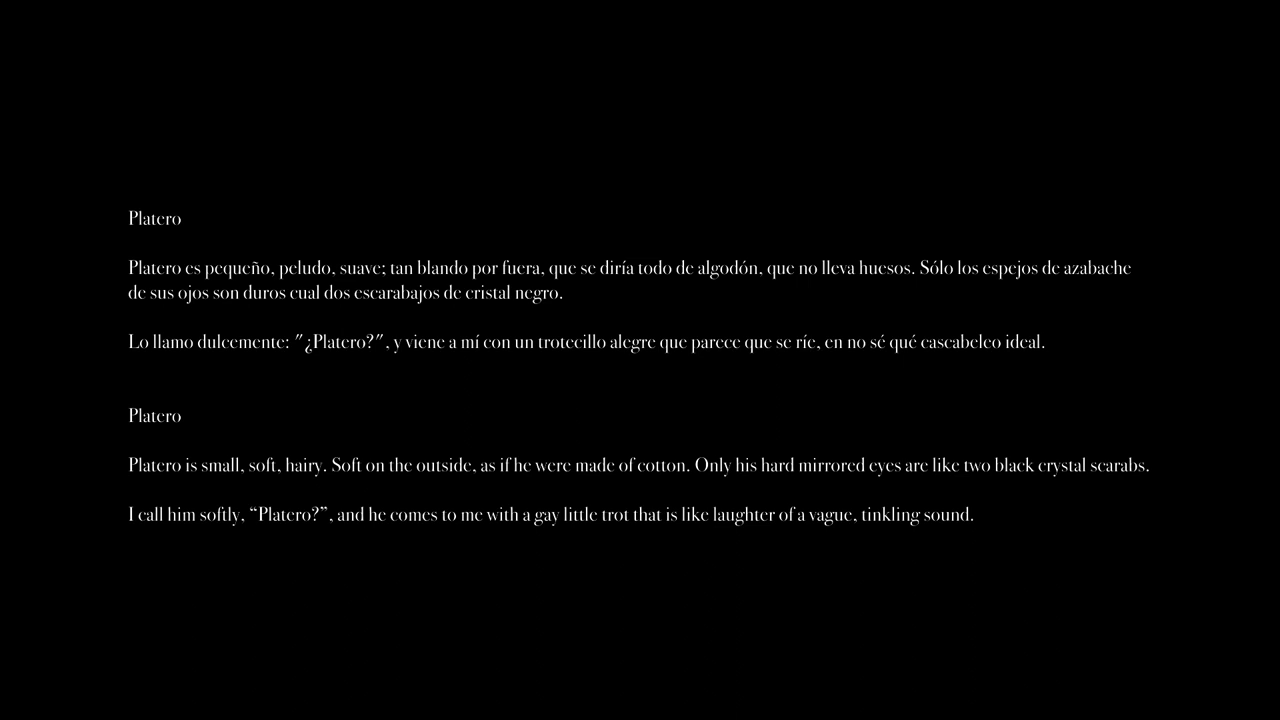 Platero
Platero es pequeño, peludo, suave; tan blando por fuera, que se diría todo de algodón, que no lleva huesos. Sólo los espejos de azabache
de sus ojos son duros cual dos escarabajos de cristal negro.
Lo llamo dulcemente: "¿Platero?", y viene a mí con un trotecillo alegre que parece que se ríe, en no sé qué cascabeleo ideal.
Platero
Platero is small, soft, hairy. Soft on the outside, as if he were made of cotton. Only his hard mirrored eyes are like two black crystal scarabs.
I call him softly, “Platero?”, and he comes to me with a gay little trot that is like laughter of a vague, tinkling sound.